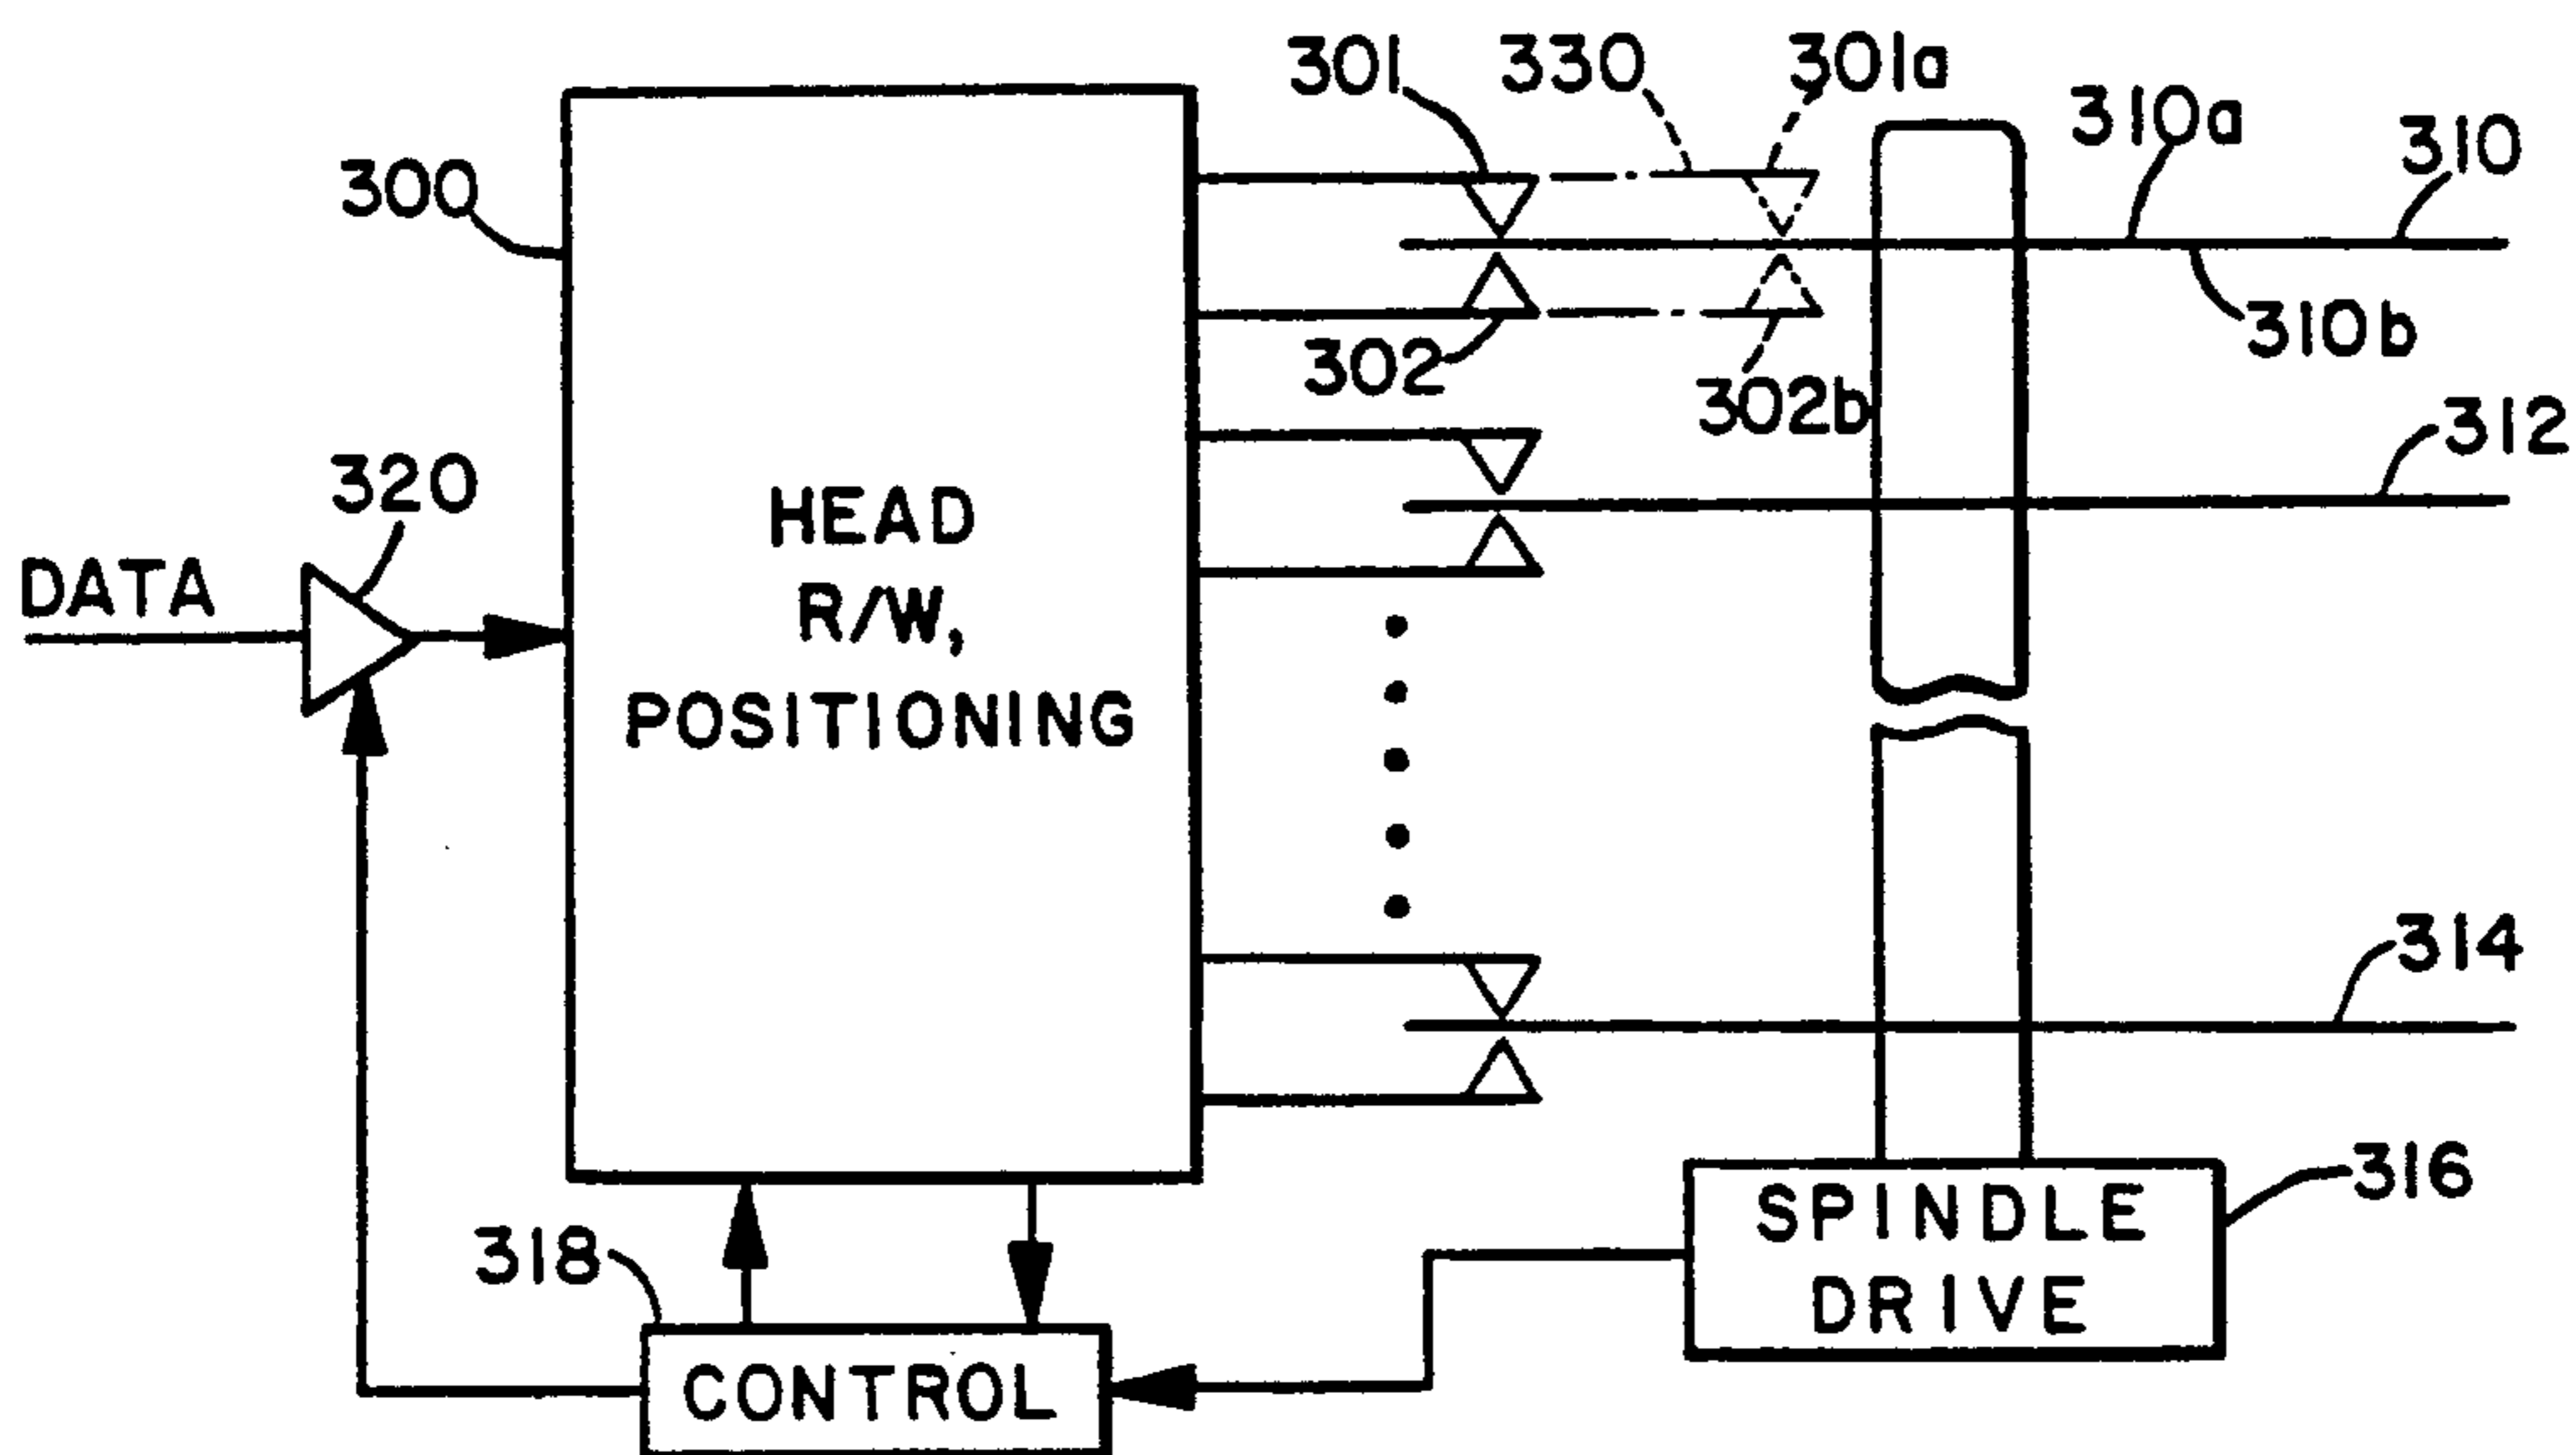 301
330
301a
310a
310
300
310b
302
302b
312
320
HEAD
R/W,
POSITIONING
DATA
314
316
SPINDLE
DRIVE
318
CONTROL